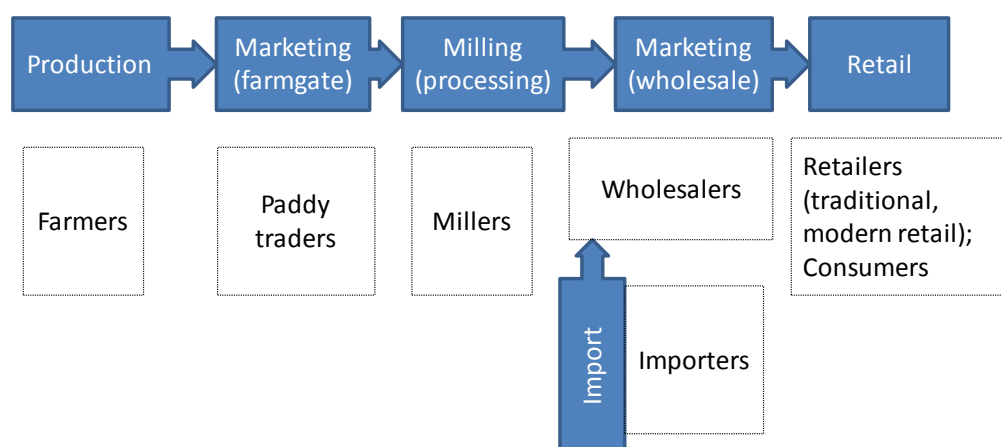 Production
Marketing
(farmgate)
Milling
(processing)
Marketing
(wholesale)
Retail
Farmers
Paddy
traders
Millers
Wholesalers
Retailers
(traditional,
modern retail);
Consumers
Import
Importers